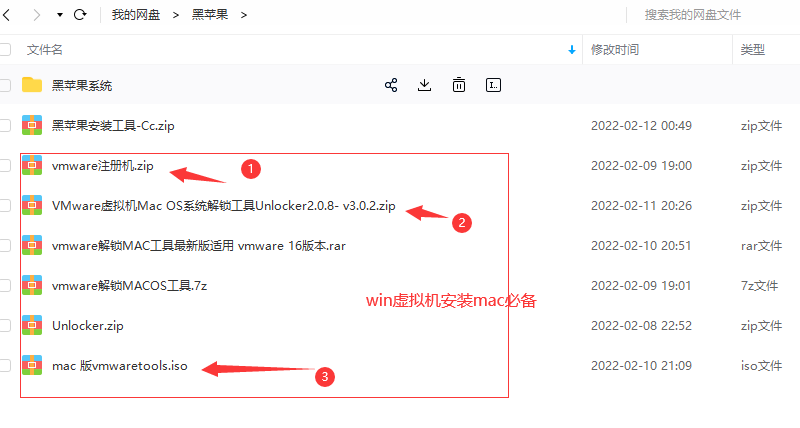 我的网盘 > 黑苹果 > 搜索我的网盘文件
文件名 修改时间 类型
黑苹果系统
黑苹果安装工具-Cc.zip 2022-02-12 00:49 zip文件
vmware注册机.zip 1 2022-02-09 19:00 zip文件
VMware虚拟机Mac OS系统解锁工具Unlocker2.0.8- v3.0.2.zip 2 2022-02-11 20:26 zip文件
vmware解锁MAC工具最新版适用 vmware 16版本.rar 2022-02-10 20:51 rar文件
vmware解锁MACOS工具.7z 2022-02-09 19:01 7z文件
win虚拟机安装mac必备
Unlocker.zip 2022-02-08 22:52 zip文件
mac 版vmwaretools.iso 3 2022-02-10 21:09 iso文件